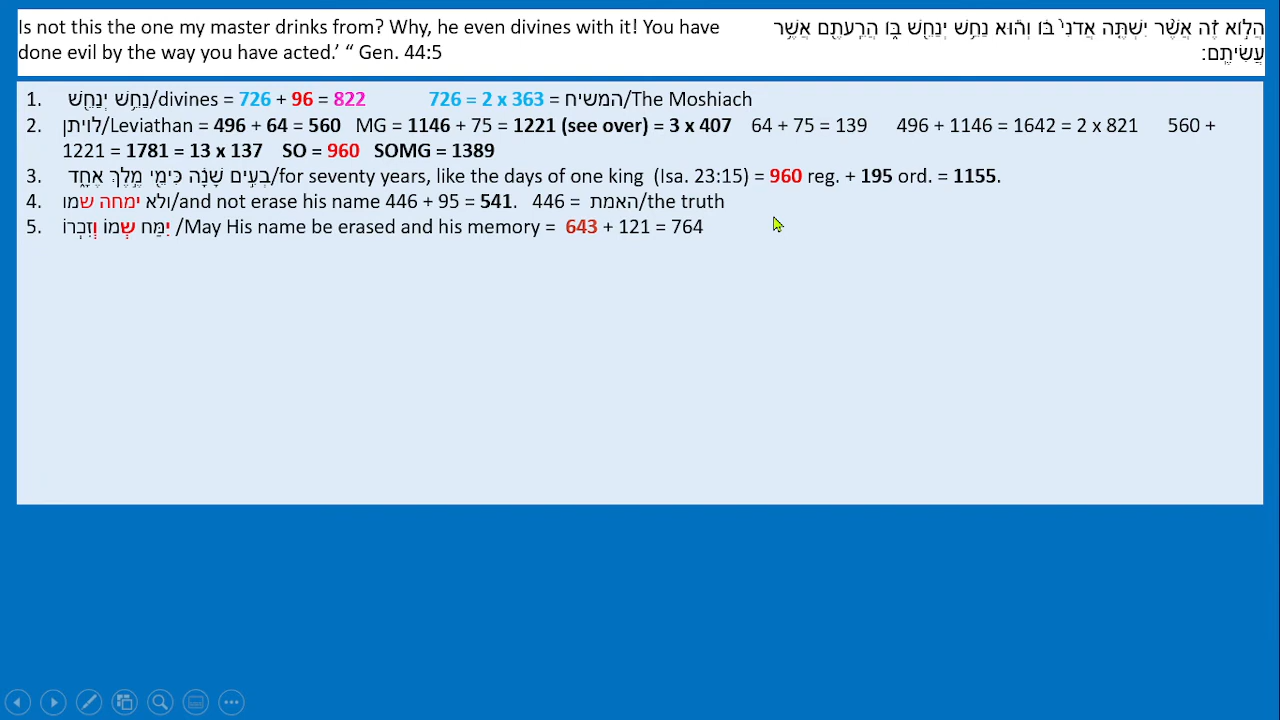 Is not this the one my master drinks from? Why, he even divines with it! You have
done evil by the way you have acted.’ “ Gen. 44:5
הֲל֣וֹא זֶ֗ה אֲשֶׁ֨ר יִשְׁתֶּ֤ה אֲדֹנִי֙ בּ֔וֹ וְה֕וּא נַחֵ֥שׁ יְנַחֵ֖שׁ בּ֑וֹ הֲרֵעֹתֶ֖ם אֲשֶׁ֥ר
עֲשִׂיתֶֽם׃
1. נַחֵ֥שׁ יְנַחֵ֖שׁ/divines = 726 + 96 = 822 726 = 2 x 363 = המשיח/The Moshiach
2. לויתן/Leviathan = 496 + 64 = 560 MG = 1146 + 75 = 1221 (see over) = 3 x 407 64 + 75 = 139 496 + 1146 = 1642 = 2 x 821 560 +
1221 = 1781 = 13 x 137 SO = 960 SOMG = 1389
3. בְעִ֣ים שָׁנָ֔ה כִּימֵ֖י מֶ֣לֶךְ אֶחָ֑ד/for seventy years, like the days of one king (Isa. 23:15) = 960 reg. + 195 ord. = 1155.
4. ולא ימחה שמו/and not erase his name 446 + 95 = 541. 446 = האמת/the truth
5. יִמַּח שְׁמוֹ וְזִכְרוֹ /May His name be erased and his memory = 643 + 121 = 764